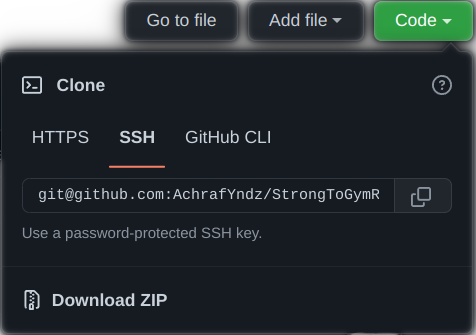 Go to file Add file Code
Clone
HTTPS SSH GitHub CLI
git@github.com:AchrafYndz/StrongToGymR
Use a password-protected SSH key.
Download ZIP